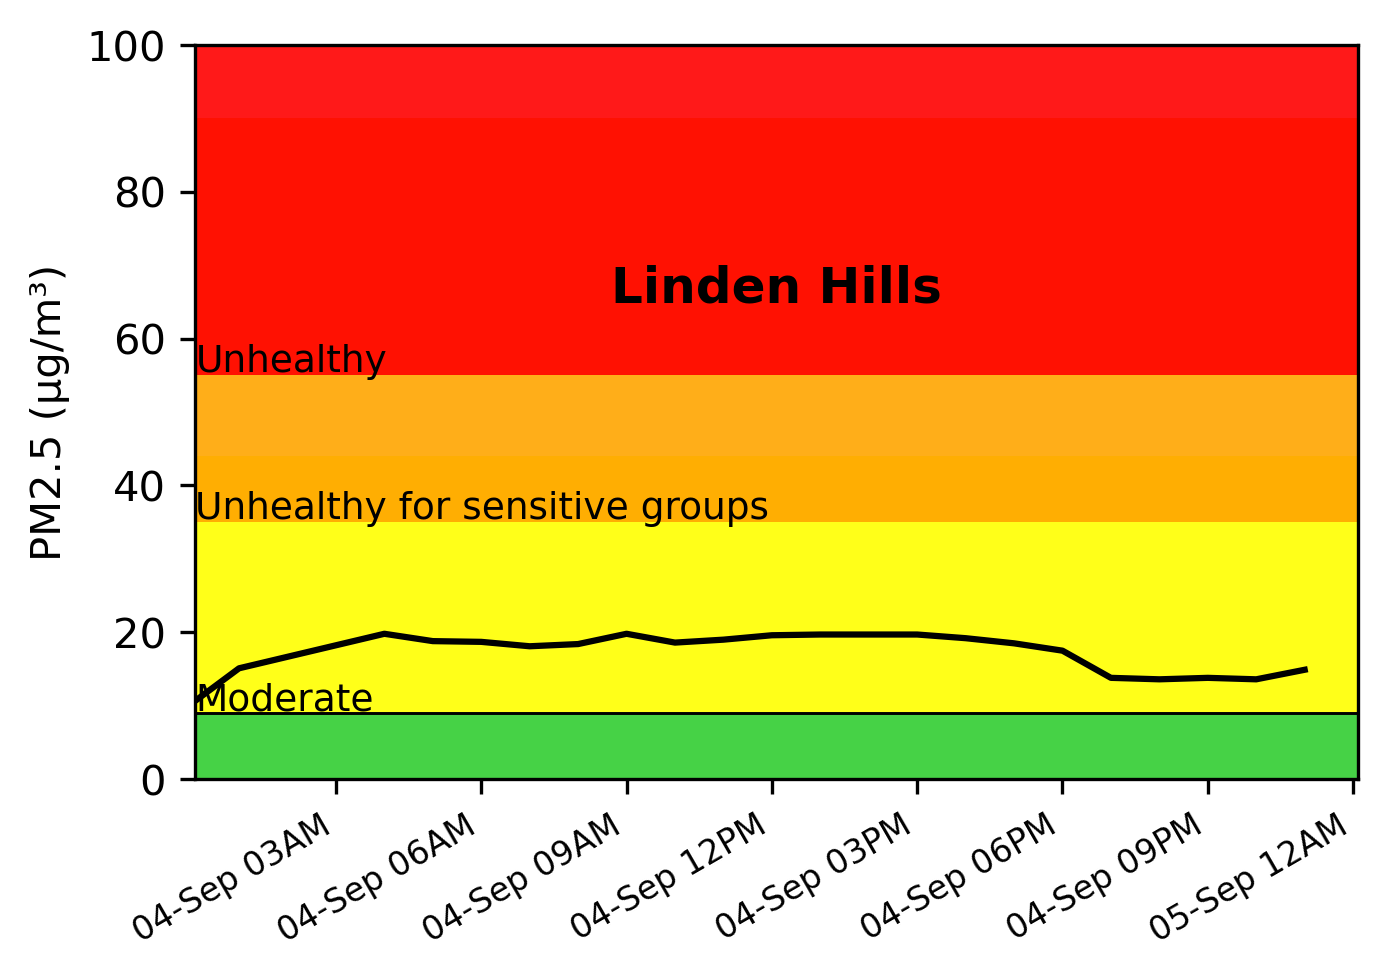 100
80
60
40
20
0
PM2.5 (µg/m³)
Linden Hills
Unhealthy
Unhealthy for sensitive groups
Moderate
04-Sep 03AM
04-Sep 06AM
04-Sep 09AM
04-Sep 12PM
04-Sep 03PM
04-Sep 06PM
04-Sep 09PM
05-Sep 12AM